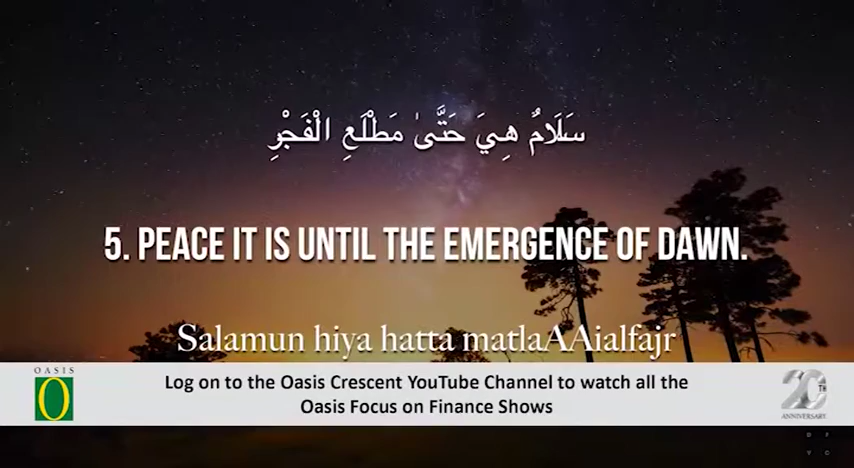 سَلَامٌ هِيَ حَتَّىٰ مَطْلَعِ الْفَجْرِ
5. PEACE IT IS UNTIL THE EMERGENCE OF DAWN.
Salamun hiya hatta matlaAAialfajr
OASIS
O
Log on to the Oasis Crescent YouTube Channel to watch all the
Oasis Focus on Finance Shows
20TH
ANNIVERSARY
D F
V C